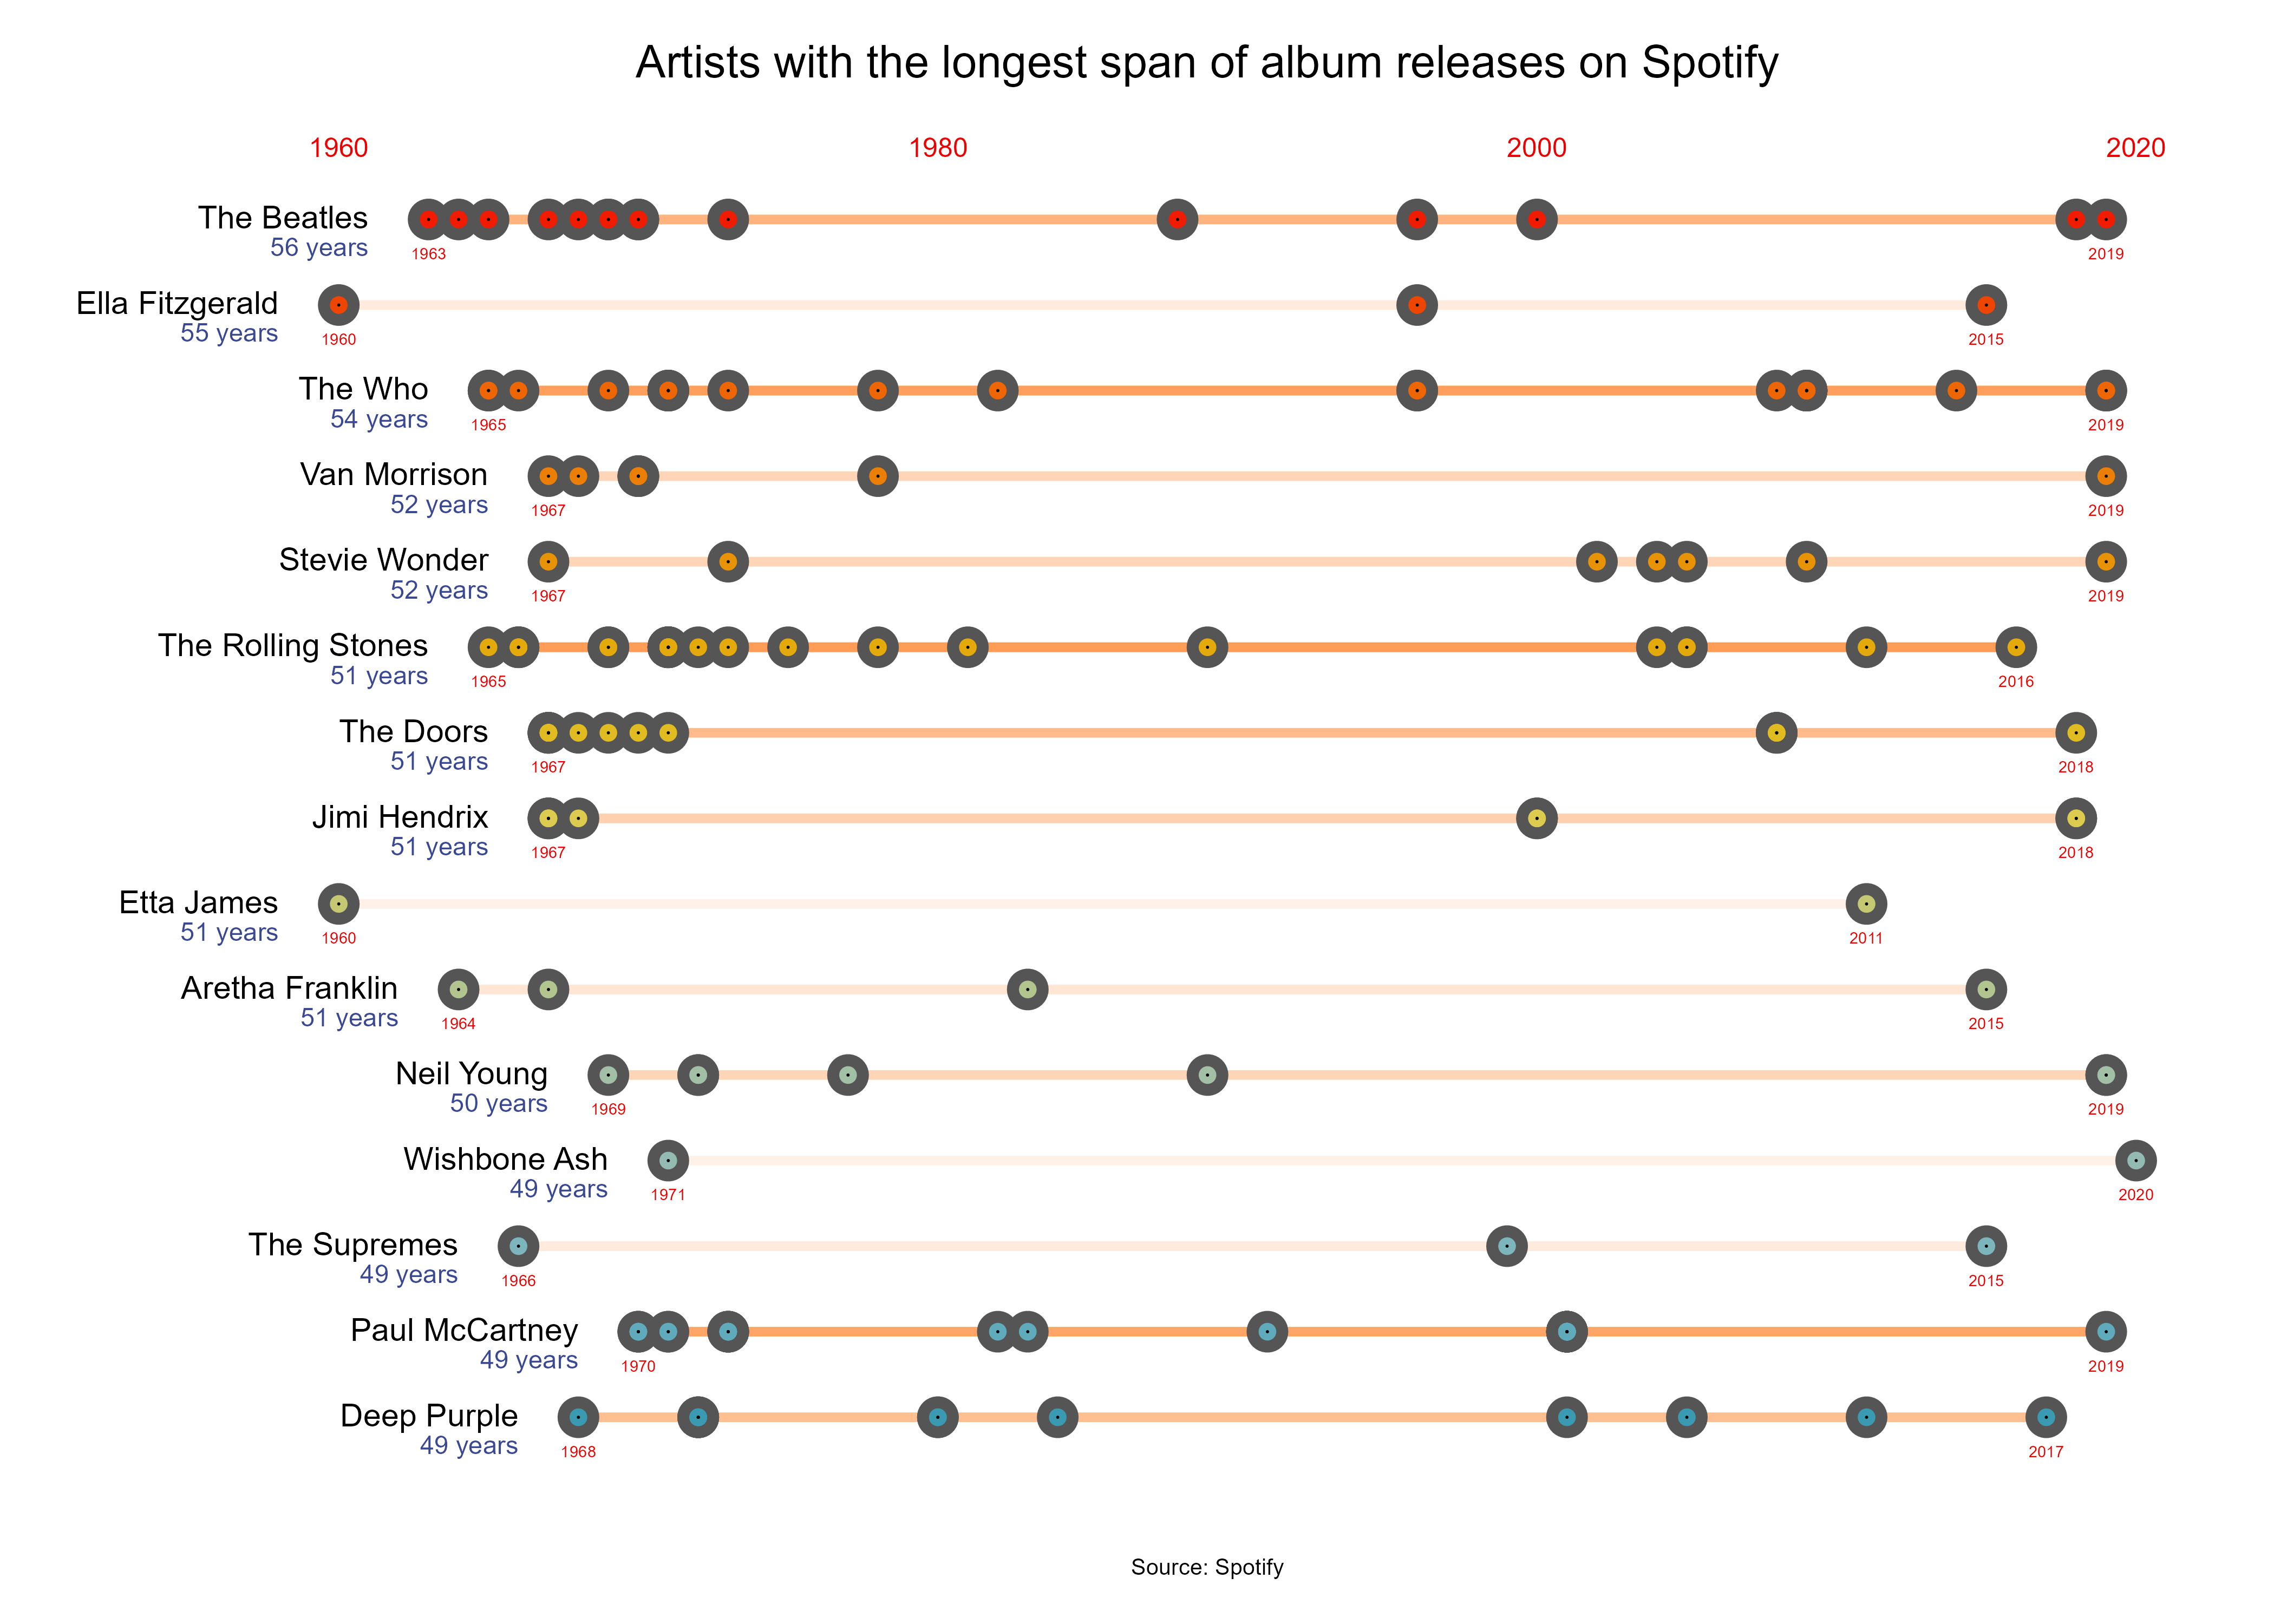 Artists with the longest span of album releases on Spotify
1960 1980 2000 2020
The Beatles
56 years
1963 2019
Ella Fitzgerald
55 years
1960 2015
The Who
54 years
1965 2019
Van Morrison
52 years
1967 2019
Stevie Wonder
52 years
1967 2019
The Rolling Stones
51 years
1965 2016
The Doors
51 years
1967 2018
Jimi Hendrix
51 years
1967 2018
Etta James
51 years
1960 2011
Aretha Franklin
51 years
1964 2015
Neil Young
50 years
1969 2019
Wishbone Ash
49 years
1971 2020
The Supremes
49 years
1966 2015
Paul McCartney
49 years
1970 2019
Deep Purple
49 years
1968 2017
Source: Spotify